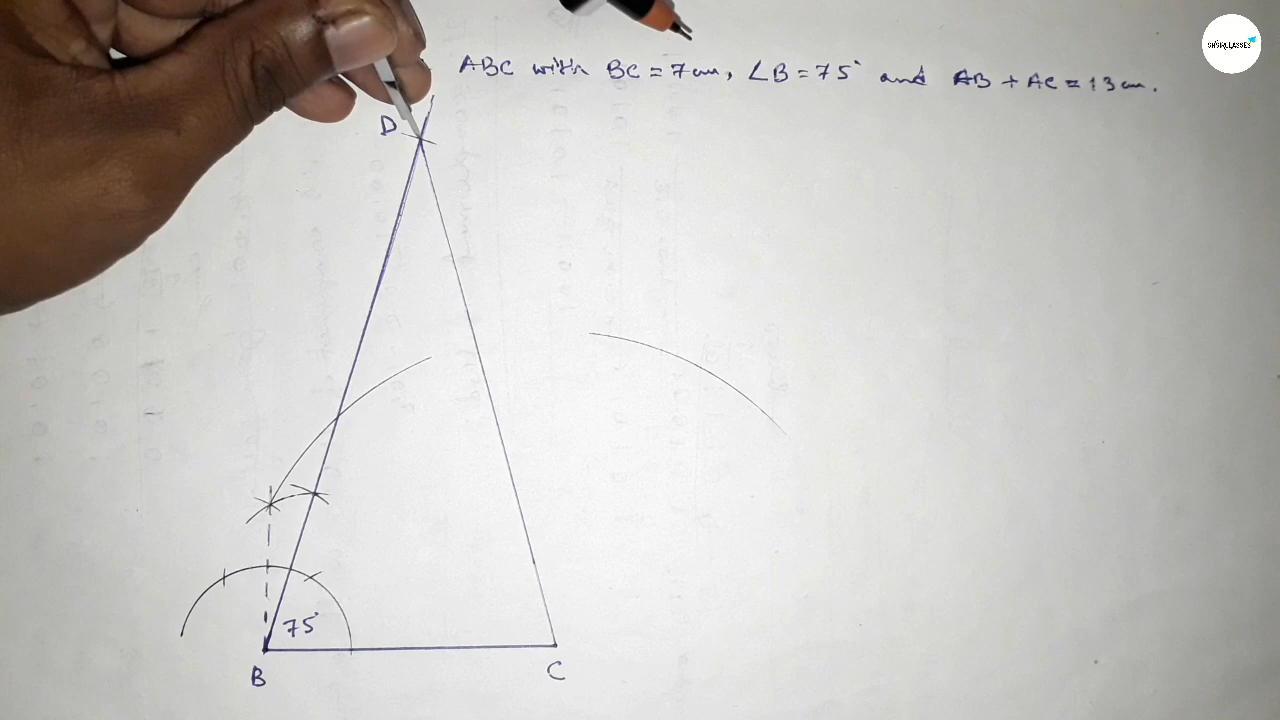 ABC with BC = 7cm, ∠B = 75° and AB + AC = 13cm.
D
75°
B
C